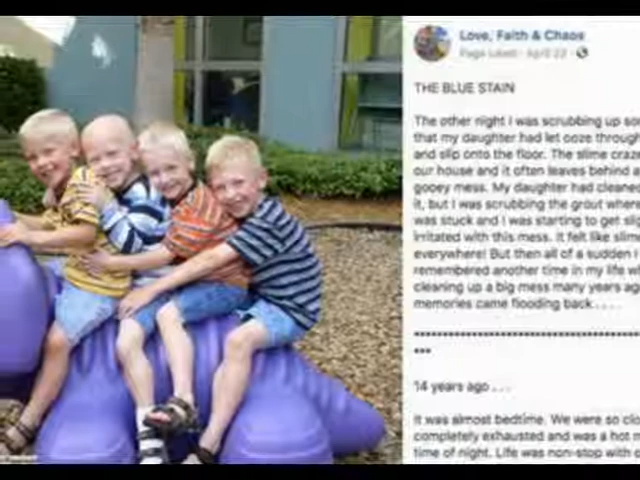 Love, Faith & Chaos
Page Liked · April 22 ·
THE BLUE STAIN
The other night I was scrubbing up
that my daughter had let ooze through
and slip onto the floor. The slime
our house and it often leaves behind a
gooey mess. My daughter had
it, but I was scrubbing the grout where
was stuck and I was starting to get
irritated with this mess. It felt like
everywhere! But then all of a sudden I
remembered another time in my life
cleaning up a big mess many years
memories came flooding back . . . .
***
14 years ago . . .
It was almost bedtime. We were so
completely exhausted and was a hot
time of night. Life was non-stop with